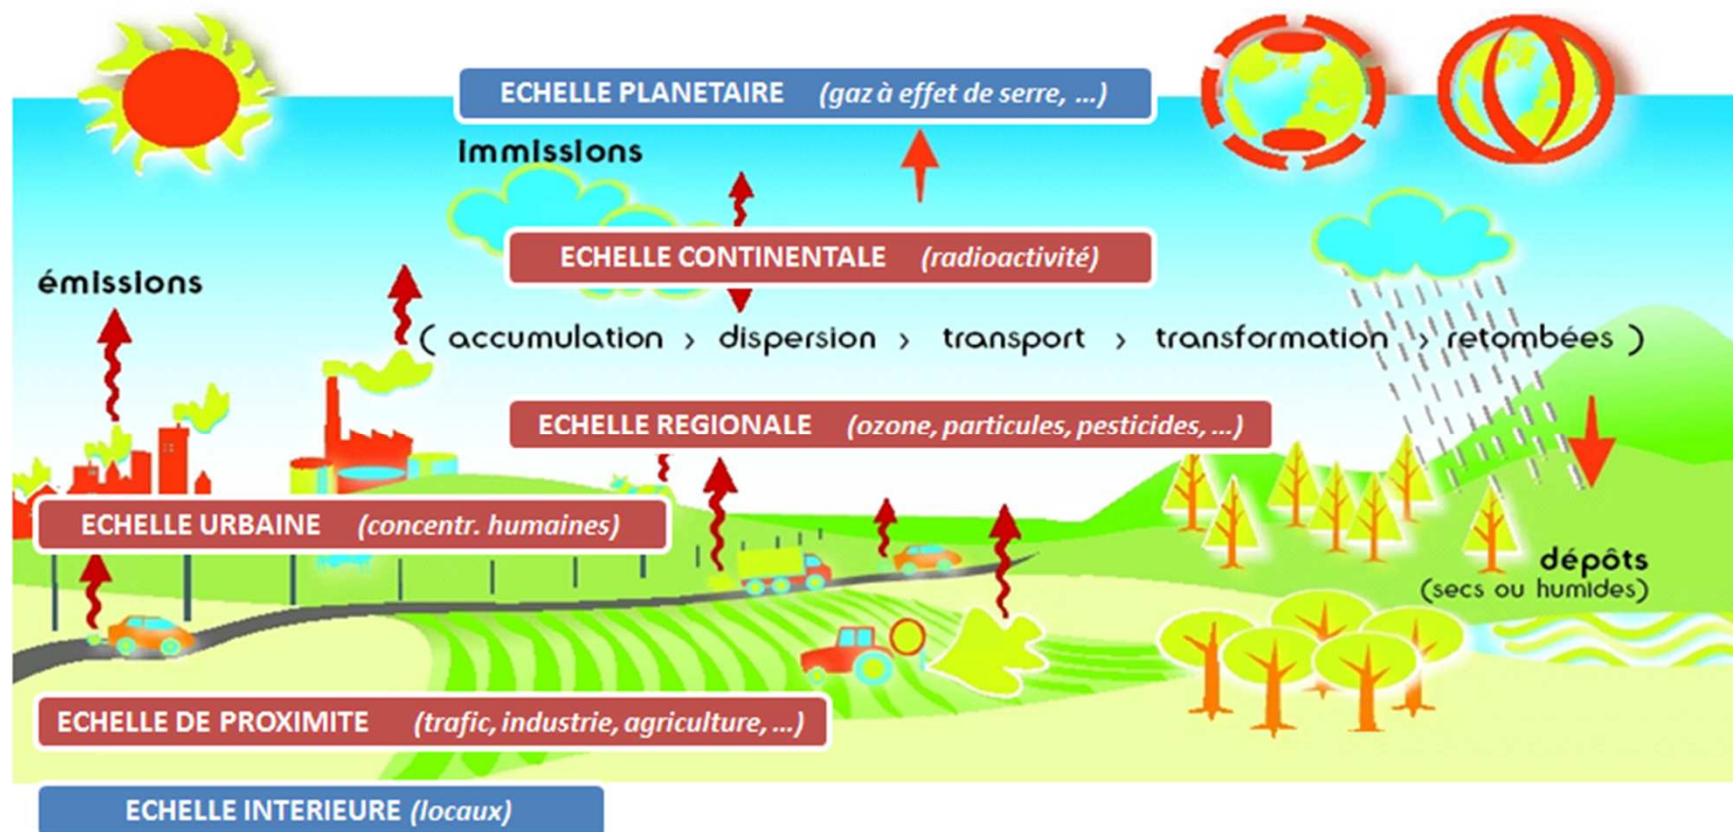 ECHELLE PLANETAIRE (gaz à effet de serre, ...)
immissions
ECHELLE CONTINENTALE (radioactivité)
émissions
( accumulation > dispersion > transport > transformation > retombées )
ECHELLE REGIONALE (ozone, particules, pesticides, ...)
ECHELLE URBAINE (concentr. humaines)
dépôts
(secs ou humides)
ECHELLE DE PROXIMITE (trafic, industrie, agriculture, ...)
ECHELLE INTERIEURE (locaux)